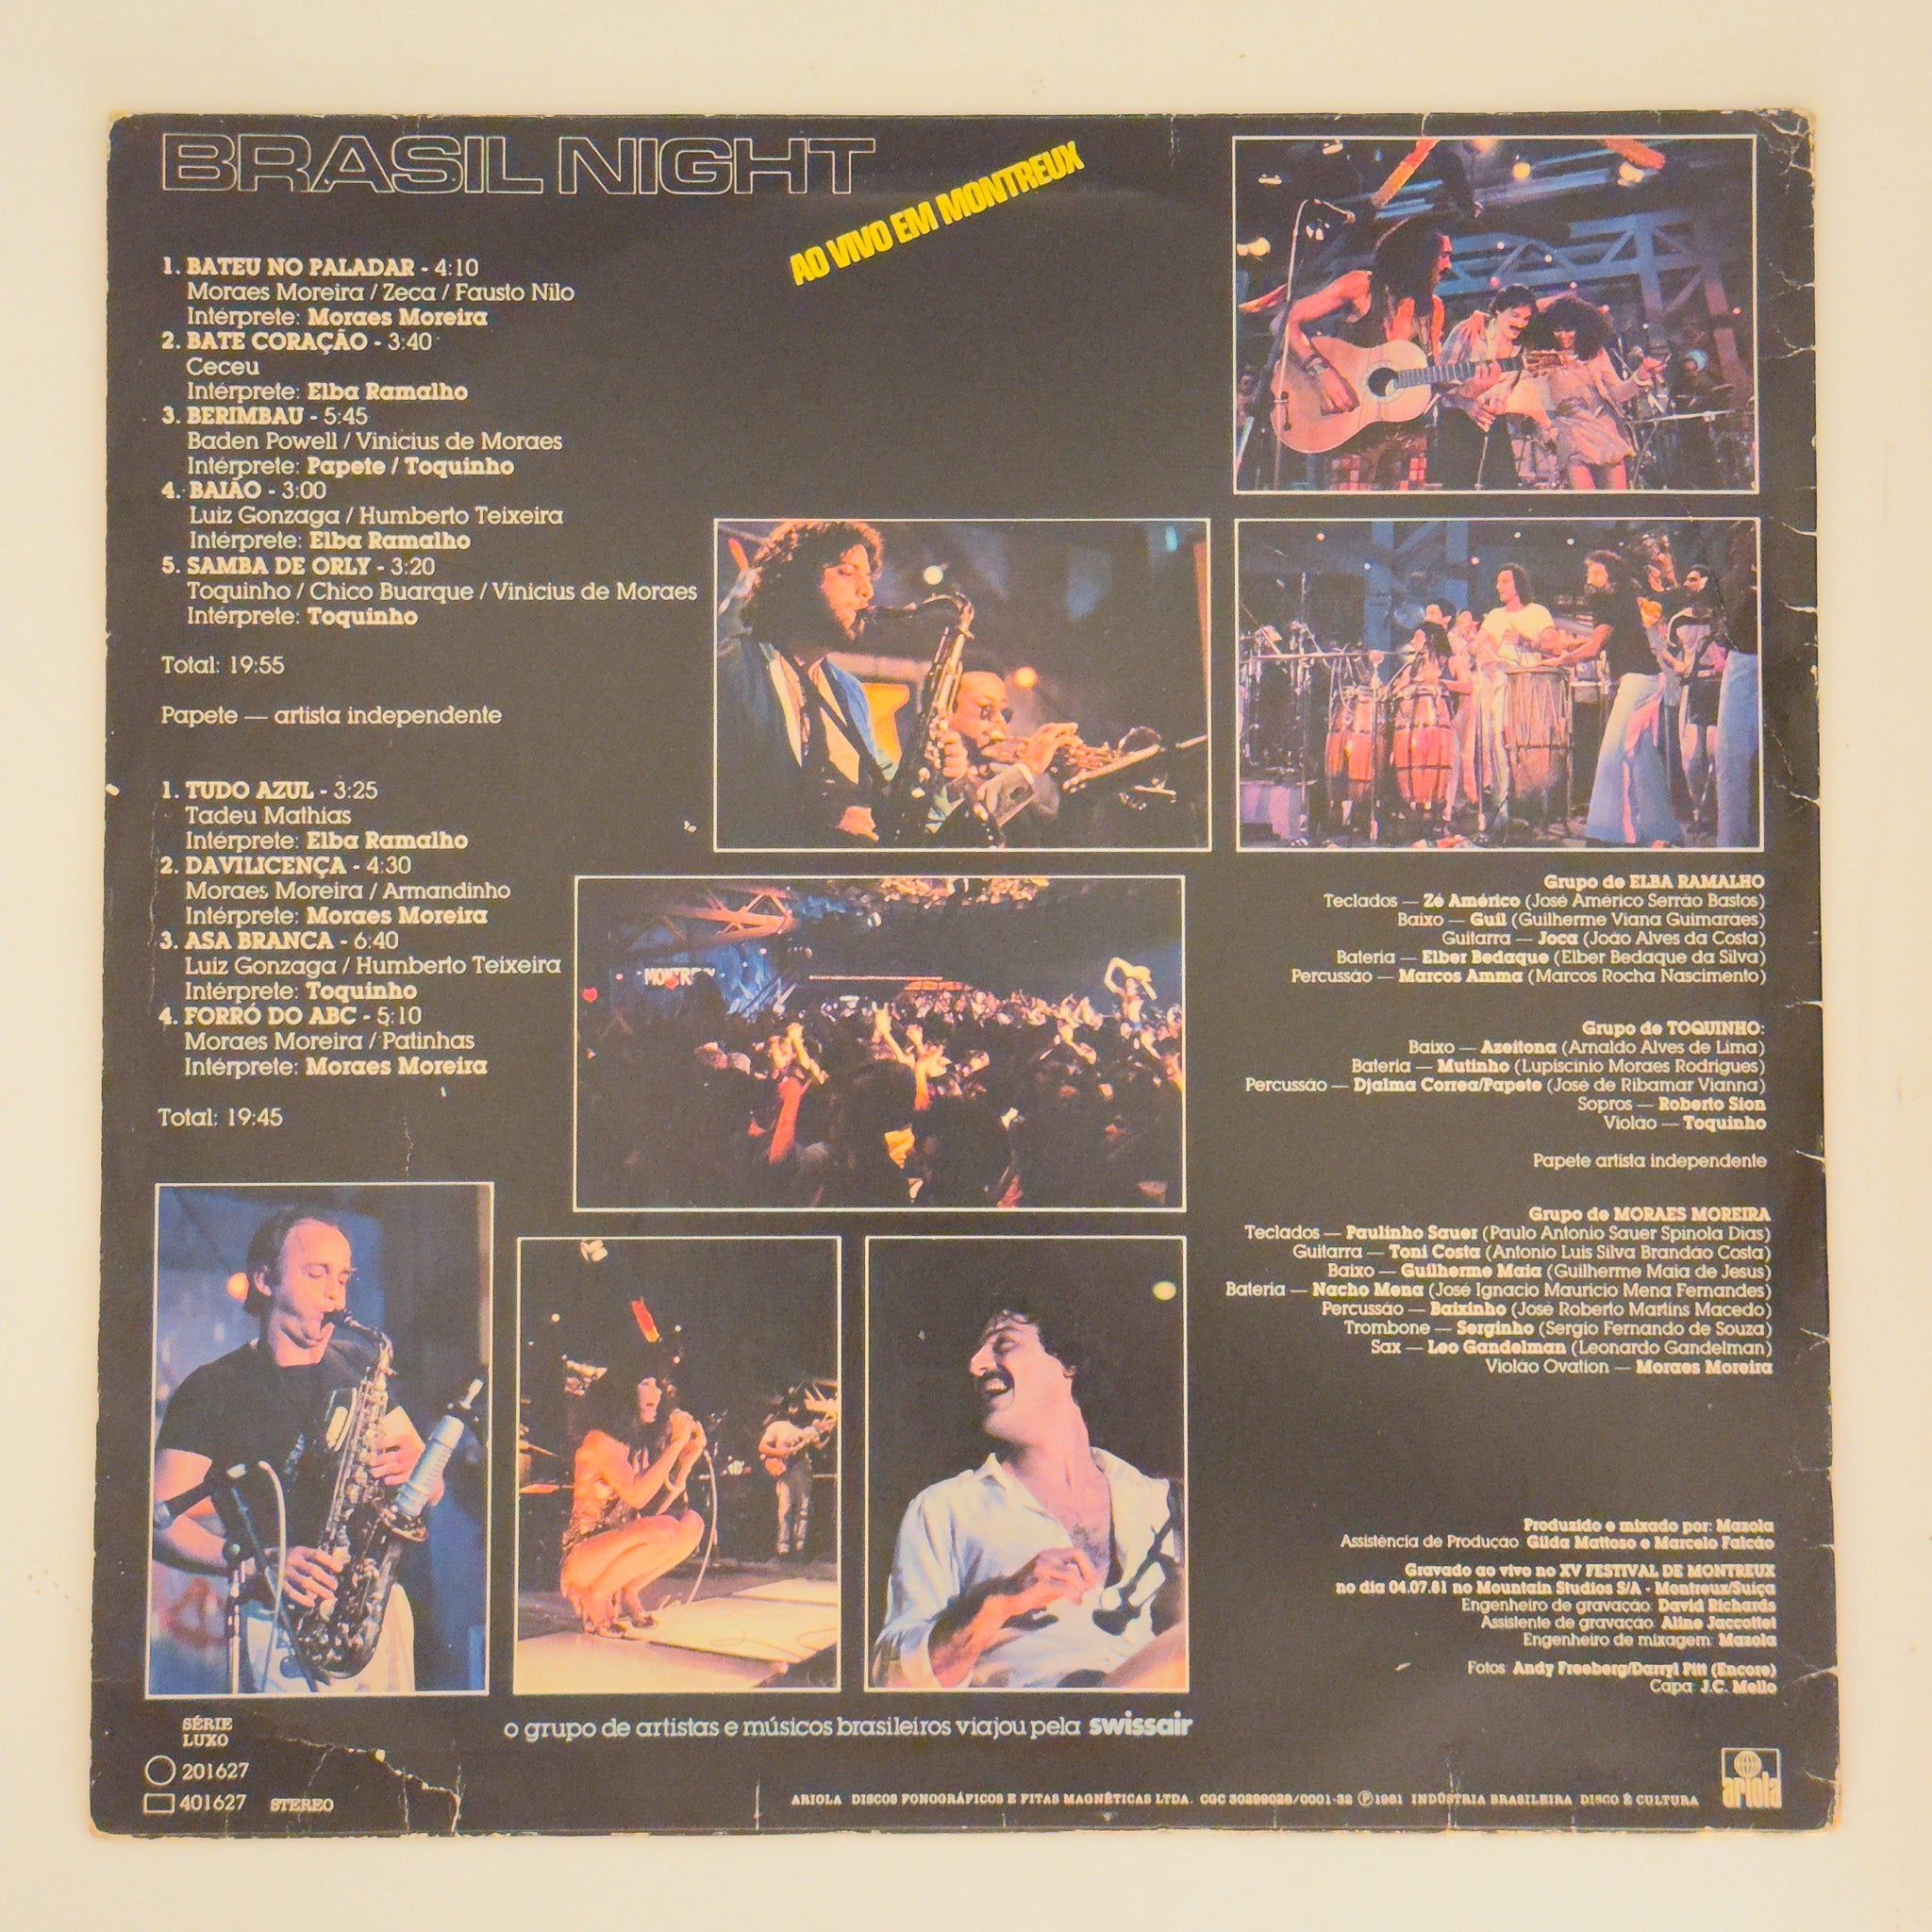 BRASIL NIGHT
AO VIVO EM MONTREUX
1. BATEU NO PALADAR - 4:10
Moraes Moreira / Zeca / Fausto Nilo
Intérprete: Moraes Moreira
2. BATE CORAÇÃO - 3:40
Ceceu
Intérprete: Elba Ramalho
3. BERIMBAU - 5:45
Baden Powell / Vinicius de Moraes
Intérprete: Papete / Toquinho
4. BAIÃO - 3:00
Luiz Gonzaga / Humberto Teixeira
Intérprete: Elba Ramalho
5. SAMBA DE ORLY - 3:20
Toquinho / Chico Buarque / Vinicius de Moraes
Intérprete: Toquinho
Total: 19:55
Papete — artista independente
1. TUDO AZUL - 3:25
Tadeu Mathias
Intérprete: Elba Ramalho
2. DAVILICENÇA - 4:30
Moraes Moreira / Armandinho
Intérprete: Moraes Moreira
3. ASA BRANCA - 6:40
Luiz Gonzaga / Humberto Teixeira
Intérprete: Toquinho
4. FORRÓ DO ABC - 5:10
Moraes Moreira / Patinhas
Intérprete: Moraes Moreira
Total: 19:45
MONTREUX
Grupo de ELBA RAMALHO
Teclados — Zé Américo (José Américo Serrão Bastos)
Baixo — Guil (Guilherme Viana Guimarães)
Guitarra — Joca (João Alves da Costa)
Bateria — Elber Bedaque (Elber Bedaque da Silva)
Percussão — Marcos Amma (Marcos Rocha Nascimento)
Grupo de TOQUINHO:
Baixo — Azeitona (Arnaldo Alves de Lima)
Bateria — Mutinho (Lupiscinio Moraes Rodrigues)
Percussão — Djalma Correa/Papete (José de Ribamar Vianna)
Sopros — Roberto Sion
Violão — Toquinho
Papete artista independente
Grupo de MORAES MOREIRA
Teclados — Paulinho Sauer (Paulo Antonio Sauer Spinola Dias)
Guitarra — Toni Costa (Antonio Luis Silva Brandão Costa)
Baixo — Guilherme Maia (Guilherme Maia de Jesus)
Bateria — Nacho Mena (José Ignacio Mauricio Mena Fernandes)
Percussão — Baixinho (José Roberto Martins Macedo)
Trombone — Serginho (Sergio Fernando de Souza)
Sax — Leo Gandelman (Leonardo Gandelman)
Violão Ovation — Moraes Moreira
Produzido e mixado por: Mazola
Assistência de Produção: Gilda Mattoso e Marcelo Falcão
Gravado ao vivo no XV FESTIVAL DE MONTREUX
no dia 04.07.81 no Mountain Studios S/A - Montreux/Suiça
Engenheiro de gravação: David Richards
Assistente de gravação: Aline Jaccottet
Engenheiro de mixagem: Mazola
Fotos: Andy Freeberg/Darryl Pitt (Encore)
Capa: J.C. Mello
o grupo de artistas e músicos brasileiros viajou pela swissair
SÉRIE
LUXO
201627
401627 STEREO
ARIOLA DISCOS FONOGRÁFICOS E FITAS MAGNÉTICAS LTDA. CGC 30299028/0001-32 Ⓟ1981 INDÚSTRIA BRASILEIRA DISCO É CULTURA
ariola